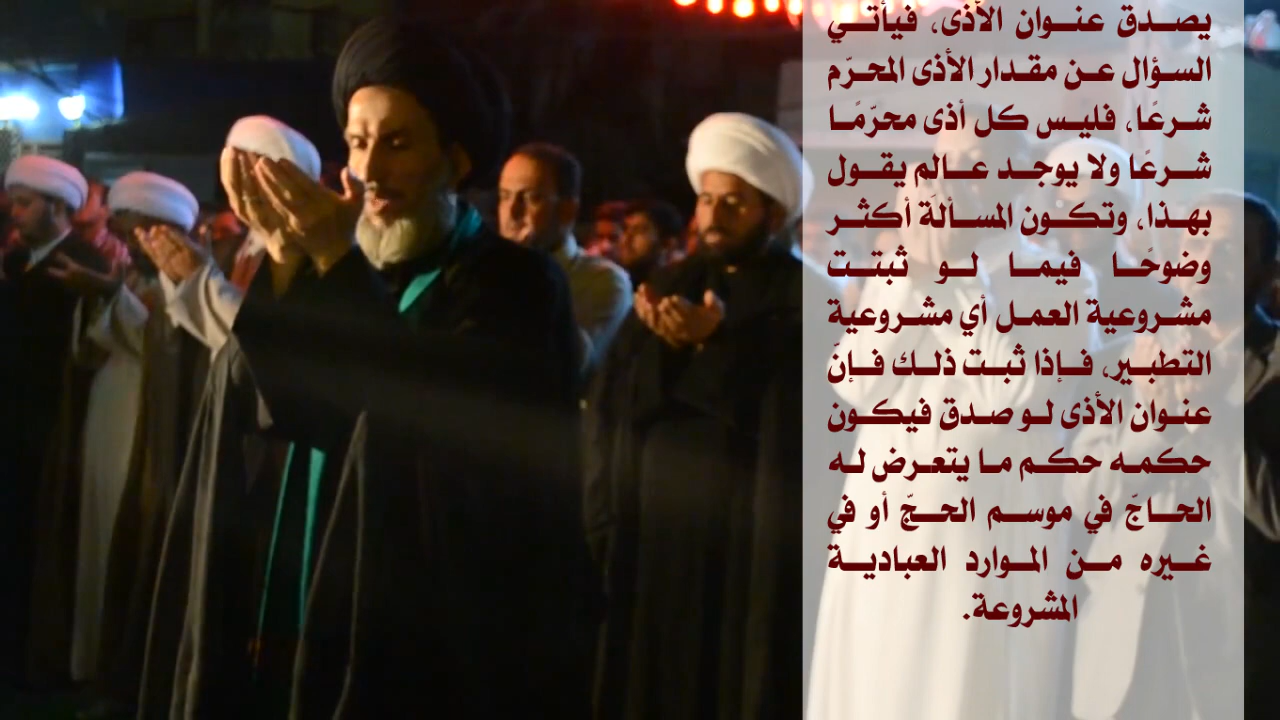 يصدق عنوان الأذى، فيأتي
السؤال عن مقدار الأذى المحرّم
شرعًا، فليس كل أذى محرّمًا
شرعًا ولا يوجد عالم يقول
بهذا، وتكون المسألة أكثر
وضوحًا فيما لو ثبتت
مشروعية العمل أي مشروعية
التطبير، فإذا ثبت ذلك فإنّ
عنوان الأذى لو صدق فيكون
حكمه حكم ما يتعرض له
الحاجّ في موسم الحجّ أو في
غيره من الموارد العبادية
المشروعة.